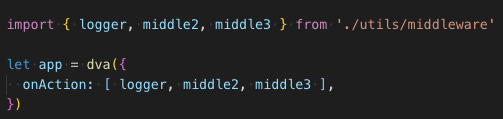 import { logger, middle2, middle3 } from './utils/middleware'
let app = dva({
  onAction: [ logger, middle2, middle3 ],
})